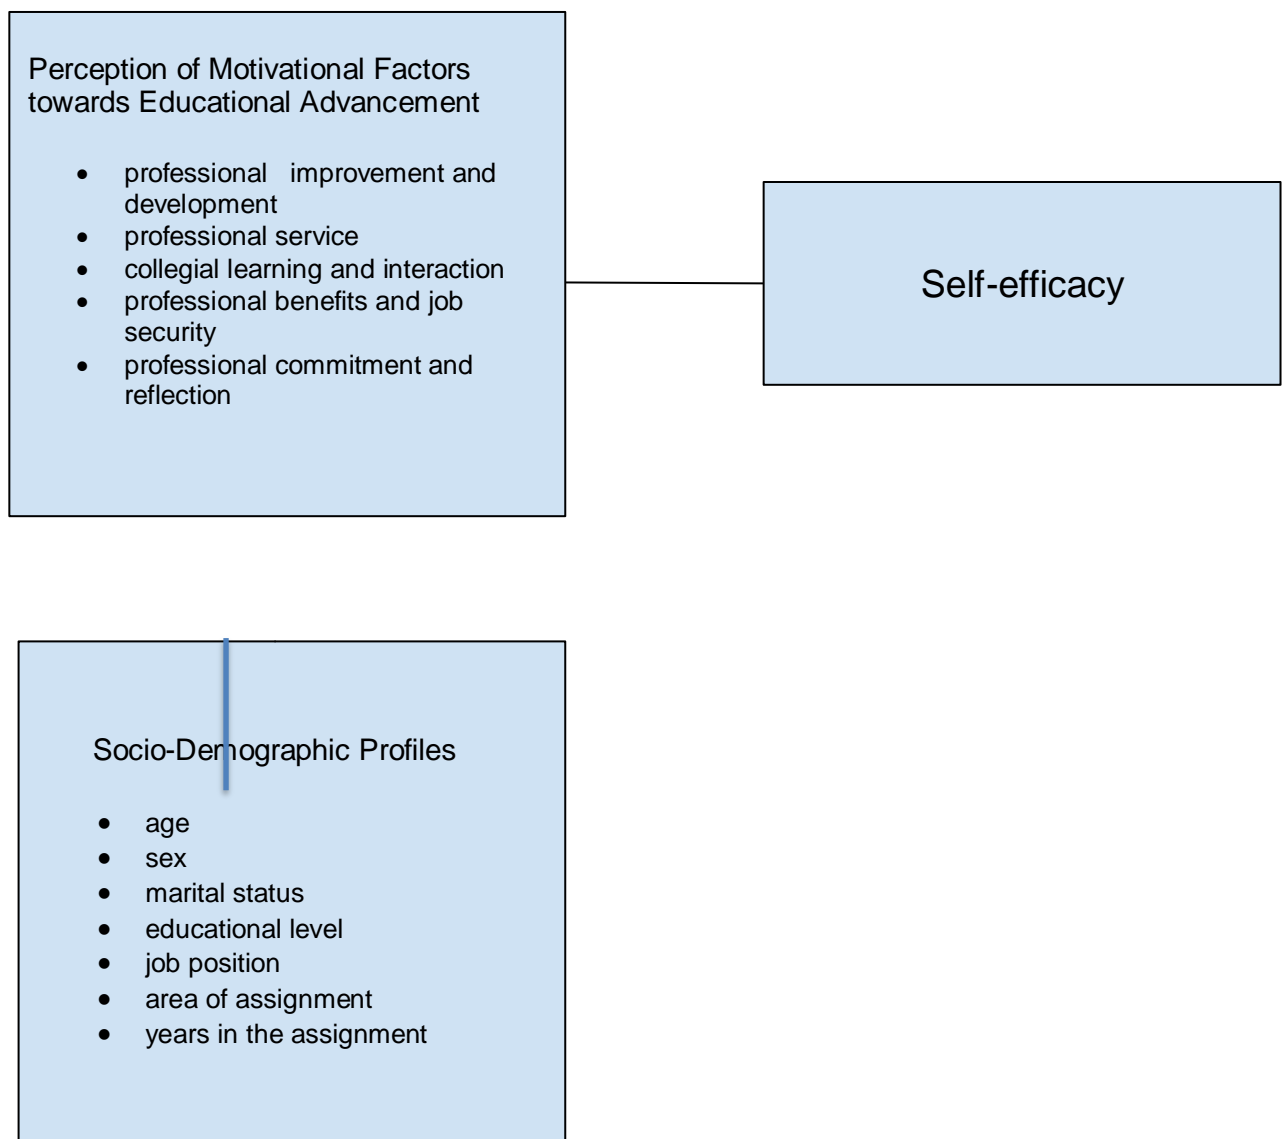 Perception of Motivational Factors
towards Educational Advancement
• professional improvement and
development
• professional service
• collegial learning and interaction
• professional benefits and job
security
• professional commitment and
reflection
Self-efficacy
Socio-Demographic Profiles
• age
• sex
• marital status
• educational level
• job position
• area of assignment
• years in the assignment